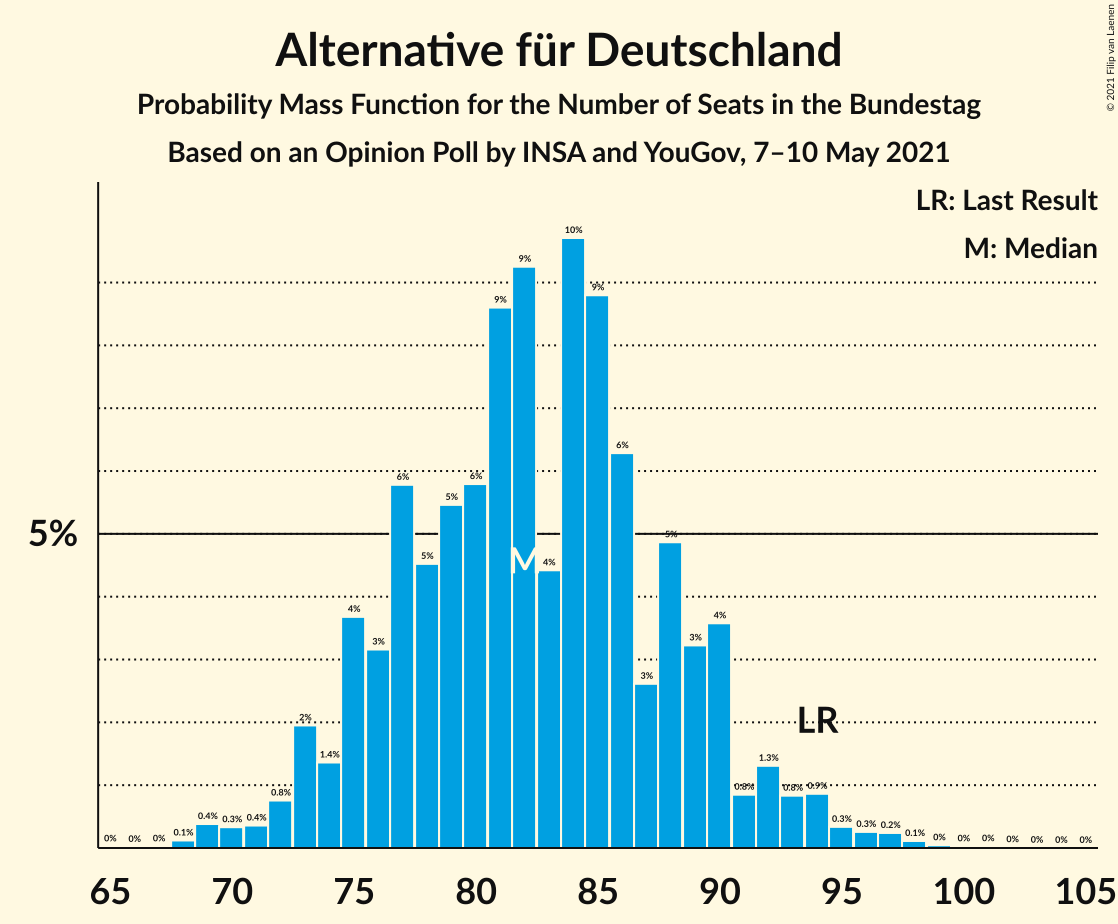 Alternative für Deutschland
Probability Mass Function for the Number of Seats in the Bundestag
Based on an Opinion Poll by INSA and YouGov, 7–10 May 2021
© 2021 Filip van Laenen
LR: Last Result
M: Median
5%
0% 0% 0% 0.1% 0.4% 0.3% 0.4% 0.8% 2% 1.4% 4% 3% 6% 5% 5% 6% 9% 9% 4% 10% 9% 6% 3% 5% 3% 4% 0.8% 1.3% 0.8% 0.9% 0.3% 0.3% 0.2% 0.1% 0% 0% 0% 0% 0% 0% 0%
M
LR
65 70 75 80 85 90 95 100 105